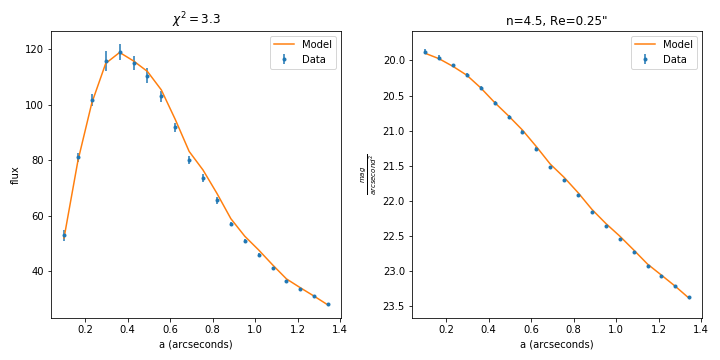 χ² = 3.3
Model
Data
120
100
80
60
40
flux
0.2 0.4 0.6 0.8 1.0 1.2 1.4
a (arcseconds)
n=4.5, Re=0.25"
Model
Data
20.0
20.5
21.0
21.5
22.0
22.5
23.0
23.5
mag
arcsecond²
0.2 0.4 0.6 0.8 1.0 1.2 1.4
a (arcseconds)